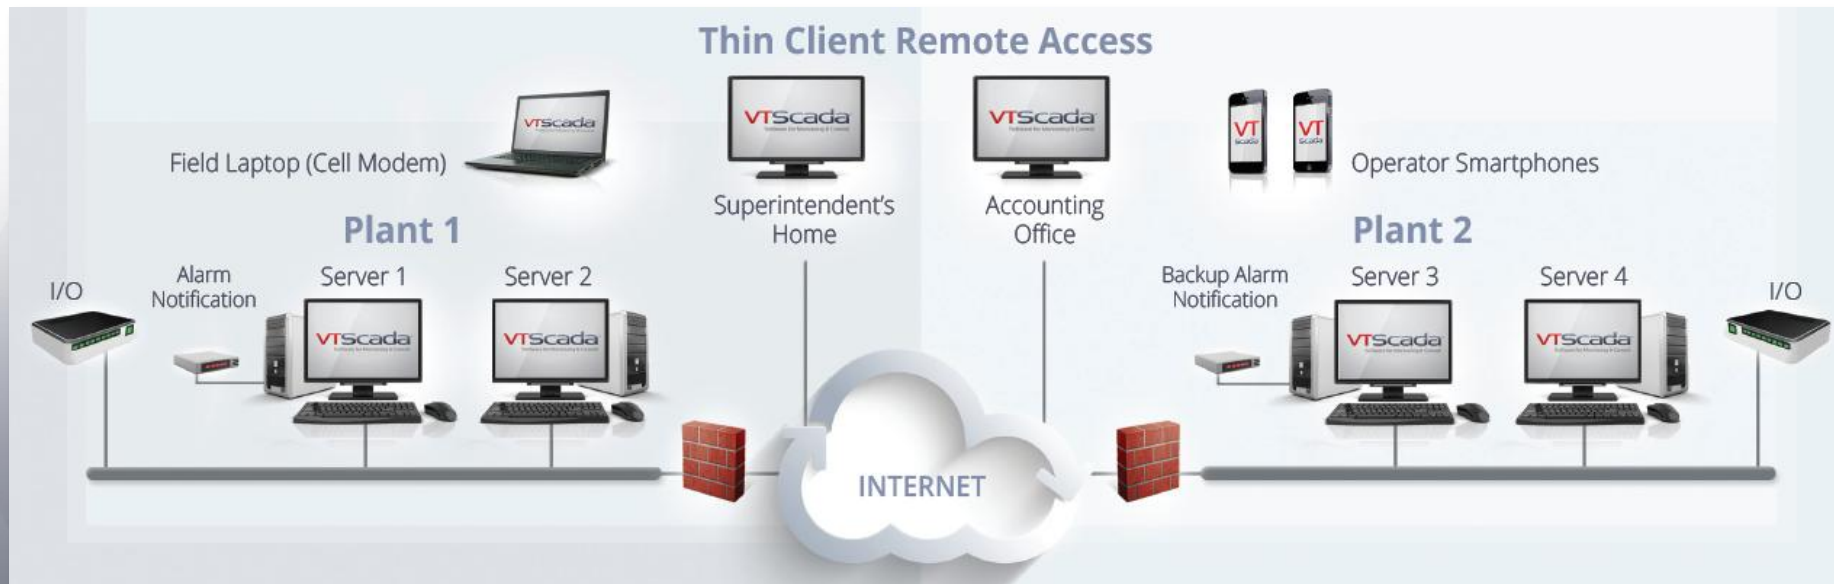 Thin Client Remote Access
VTScada
VTScada
VTScada
VT
Scada
VT
Scada
Field Laptop (Cell Modem)
Superintendent's
Home
Accounting
Office
Operator Smartphones
Plant 1
Plant 2
I/O
Alarm
Notification
Server 1
Server 2
Backup Alarm
Notification
Server 3
Server 4
I/O
VTScada
VTScada
VTScada
VTScada
INTERNET